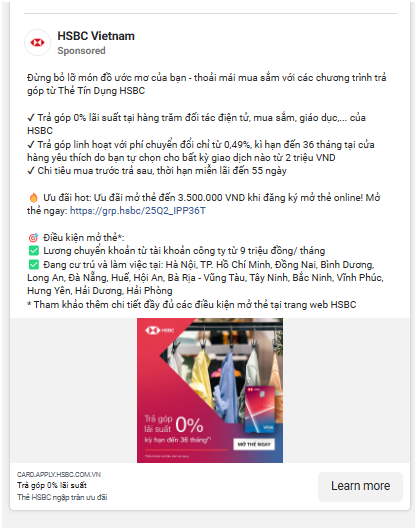 HSBC Vietnam
Sponsored
Đừng bỏ lỡ món đồ ước mơ của bạn - thoải mái mua sắm với các chương trình trả
góp từ Thẻ Tín Dụng HSBC
✓ Trả góp 0% lãi suất tại hàng trăm đối tác điện tử, mua sắm, giáo dục,... của
HSBC
✓ Trả góp linh hoạt với phí chuyển đổi chỉ từ 0,49%, kì hạn đến 36 tháng tại cửa
hàng yêu thích do bạn tự chọn cho bất kỳ giao dịch nào từ 2 triệu VND
✓ Chi tiêu mua trước trả sau, thời hạn miễn lãi đến 55 ngày
🔥 Ưu đãi hot: Ưu đãi mở thẻ đến 3.500.000 VND khi đăng ký mở thẻ online! Mở
thẻ ngay: https://grp.hsbc/25Q2_IPP36T
🎯 Điều kiện mở thẻ*:
✅ Lương chuyển khoản từ tài khoản công ty từ 9 triệu đồng/ tháng
✅ Đang cư trú và làm việc tại: Hà Nội, TP. Hồ Chí Minh, Đồng Nai, Bình Dương,
Long An, Đà Nẵng, Huế, Hội An, Bà Rịa - Vũng Tàu, Tây Ninh, Bắc Ninh, Vĩnh Phúc,
Hưng Yên, Hải Dương, Hải Phòng
* Tham khảo thêm chi tiết đầy đủ các điều kiện mở thẻ tại trang web HSBC
HSBC
Trả góp
lãi suất 0%
kỳ hạn đến 36 tháng*
VISA
MỞ THẺ NGAY
CARD.APPLY.HSBC.COM.VN
Trả góp 0% lãi suất
Thẻ HSBC ngập tràn ưu đãi
Learn more